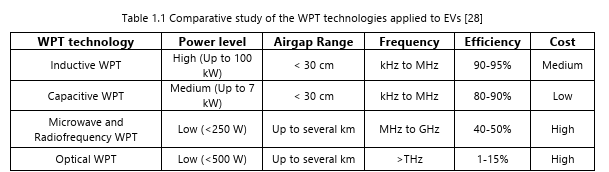 Table 1.1 Comparative study of the WPT technologies applied to EVs [28]
WPT technology Power level Airgap Range Frequency Efficiency Cost
Inductive WPT High (Up to 100 kW) < 30 cm kHz to MHz 90-95% Medium
Capacitive WPT Medium (Up to 7 kW) < 30 cm kHz to MHz 80-90% Low
Microwave and Radiofrequency WPT Low (<250 W) Up to several km MHz to GHz 40-50% High
Optical WPT Low (<500 W) Up to several km >THz 1-15% High